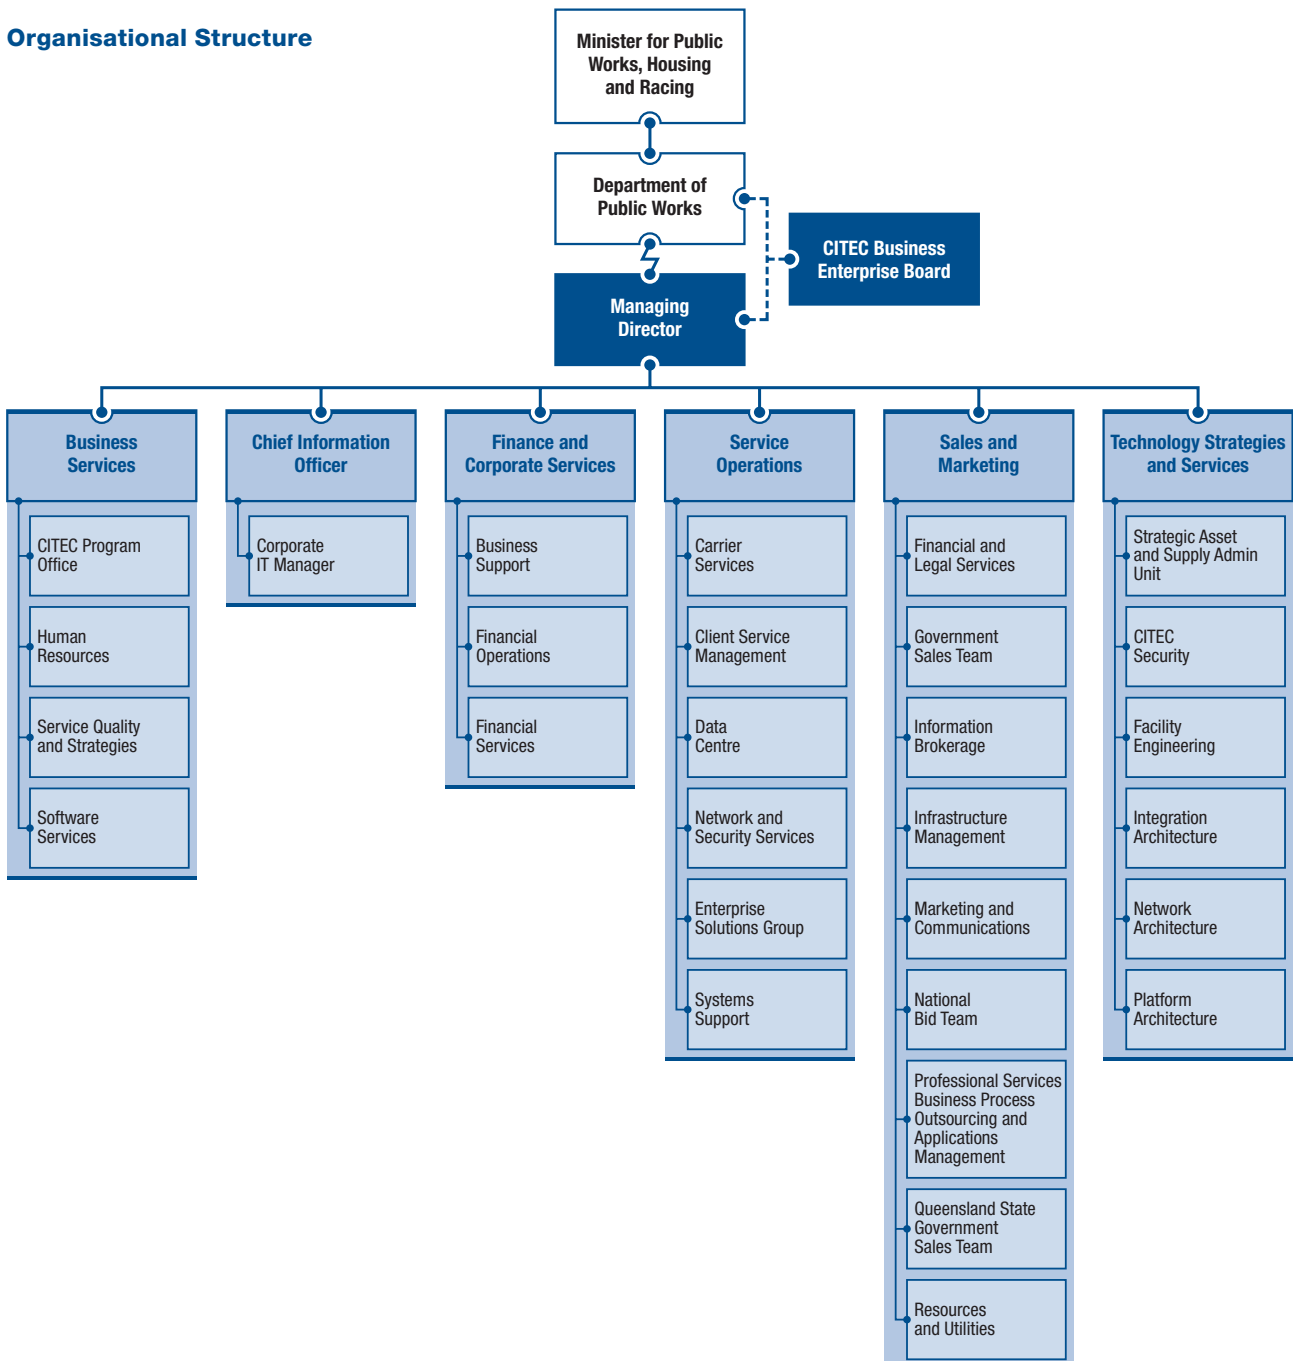 Organisational Structure
Minister for Public
Works, Housing
and Racing
Department of
Public Works
CITEC Business
Enterprise Board
Managing
Director
Business
Services
CITEC Program
Office
Human
Resources
Service Quality
and Strategies
Software
Services
Chief Information
Officer
Corporate
IT Manager
Finance and
Corporate Services
Business
Support
Financial
Operations
Financial
Services
Service
Operations
Carrier
Services
Client Service
Management
Data
Centre
Network and
Security Services
Enterprise
Solutions Group
Systems
Support
Sales and
Marketing
Financial and
Legal Services
Government
Sales Team
Information
Brokerage
Infrastructure
Management
Marketing and
Communications
National
Bid Team
Professional Services
Business Process
Outsourcing and
Applications
Management
Queensland State
Government
Sales Team
Resources
and Utilities
Technology Strategies
and Services
Strategic Asset
and Supply Admin
Unit
CITEC
Security
Facility
Engineering
Integration
Architecture
Network
Architecture
Platform
Architecture